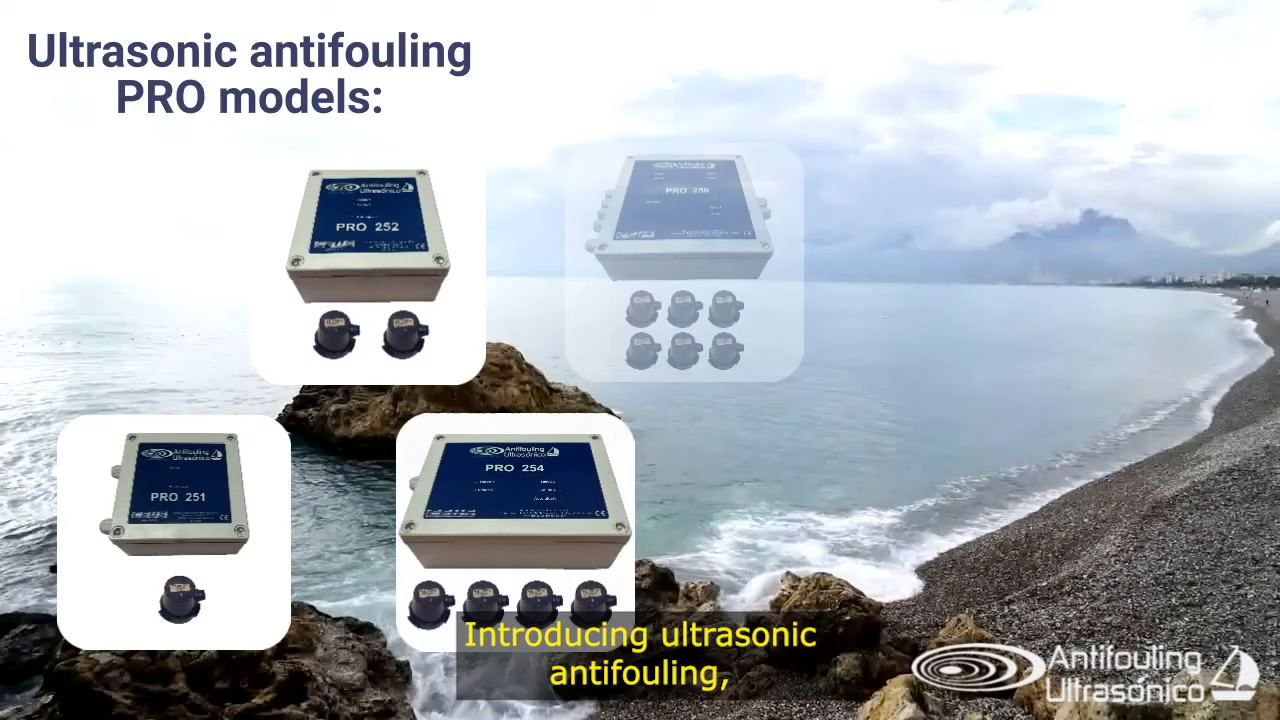 Ultrasonic antifouling
PRO models:
Antifouling
Ultrasónico
PRO 252
PRO 256
Antifouling
Ultrasónico
PRO 251
Antifouling
Ultrasónico
PRO 254
Introducing ultrasonic
antifouling,
Antifouling
Ultrasónico